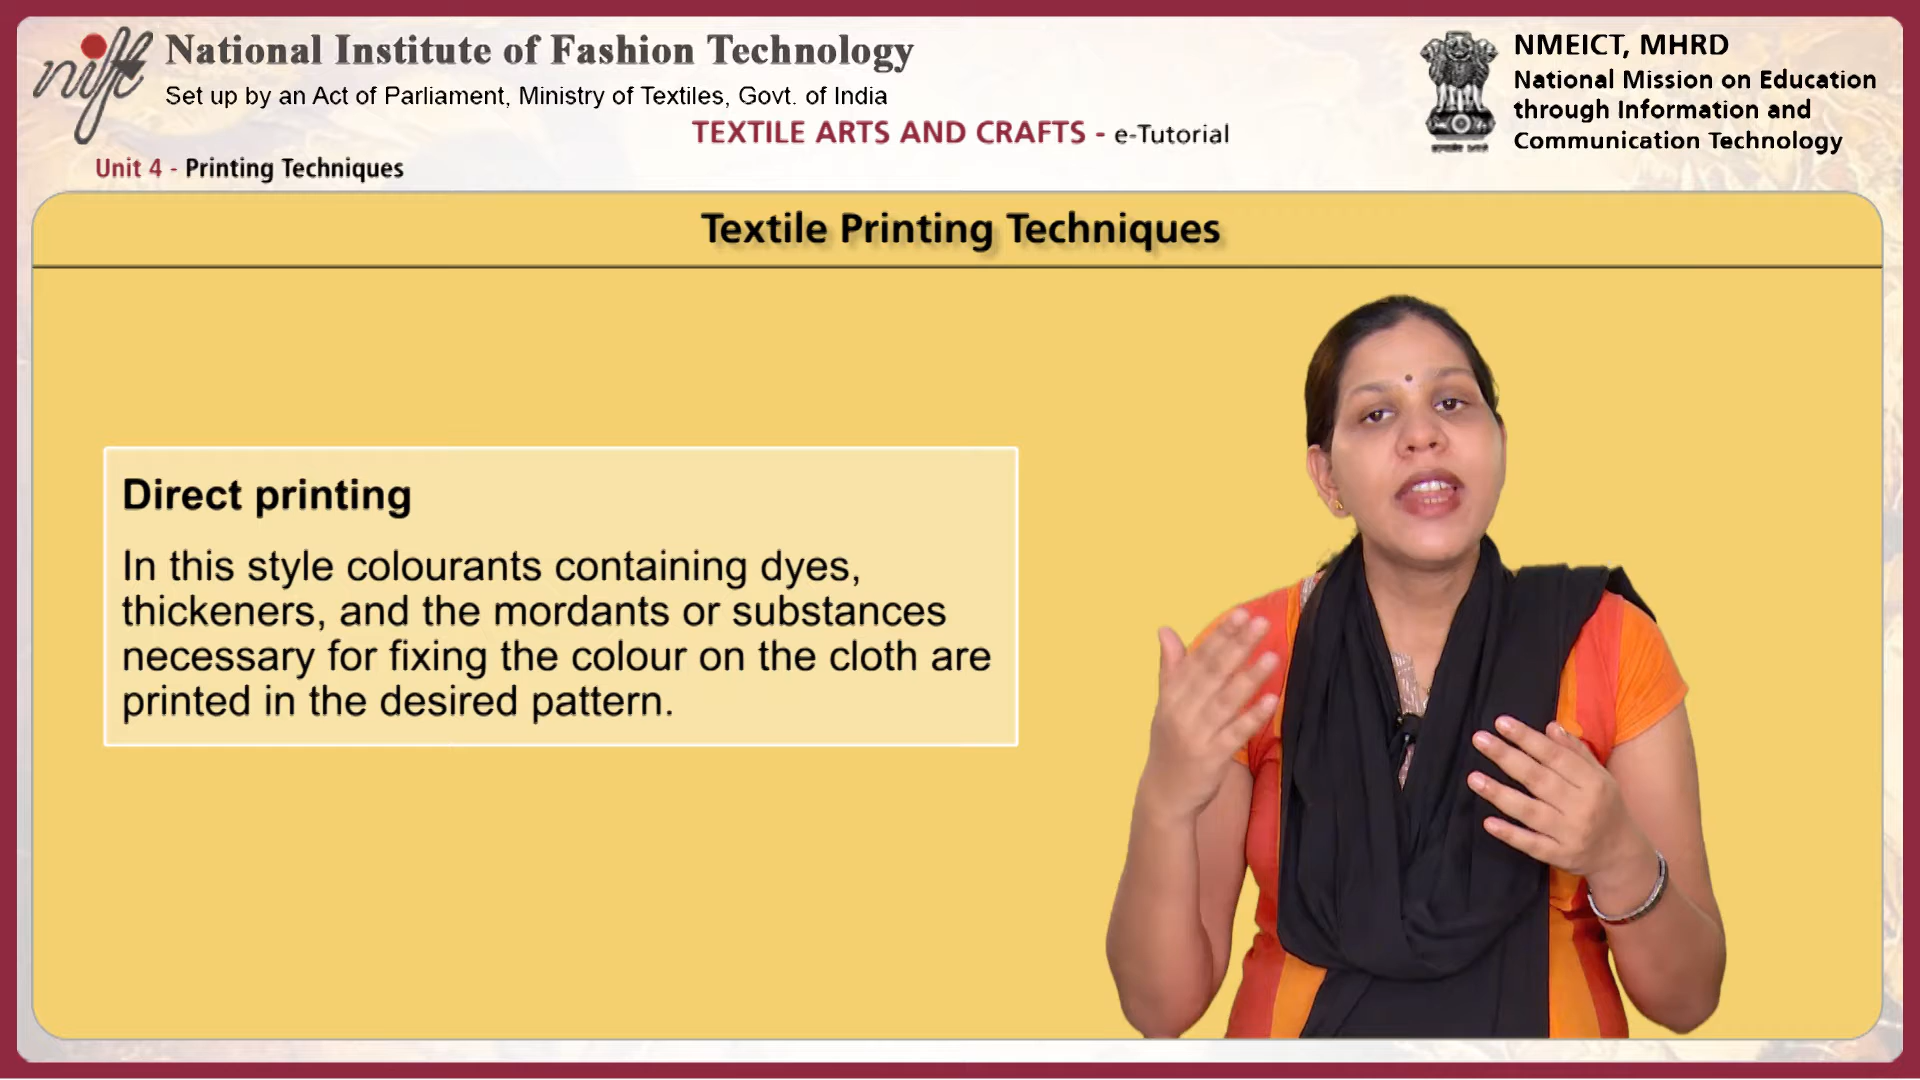 nift
National Institute of Fashion Technology
Set up by an Act of Parliament, Ministry of Textiles, Govt. of India
TEXTILE ARTS AND CRAFTS - e-Tutorial
Unit 4 - Printing Techniques
NMEICT, MHRD
National Mission on Education
through Information and
Communication Technology
Textile Printing Techniques
Direct printing
In this style colourants containing dyes,
thickeners, and the mordants or substances
necessary for fixing the colour on the cloth are
printed in the desired pattern.